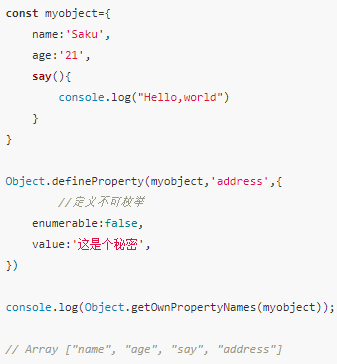 const myobject={
    name:'Saku',
    age:'21',
    say(){
        console.log("Hello,world")
    }
}
Object.defineProperty(myobject,'address',{
        //定义不可枚举
    enumerable:false,
    value:'这是个秘密',
})
console.log(Object.getOwnPropertyNames(myobject));
// Array ["name", "age", "say", "address"]